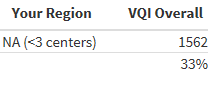 Your Region VQI Overall
NA (<3 centers) 1562
33%